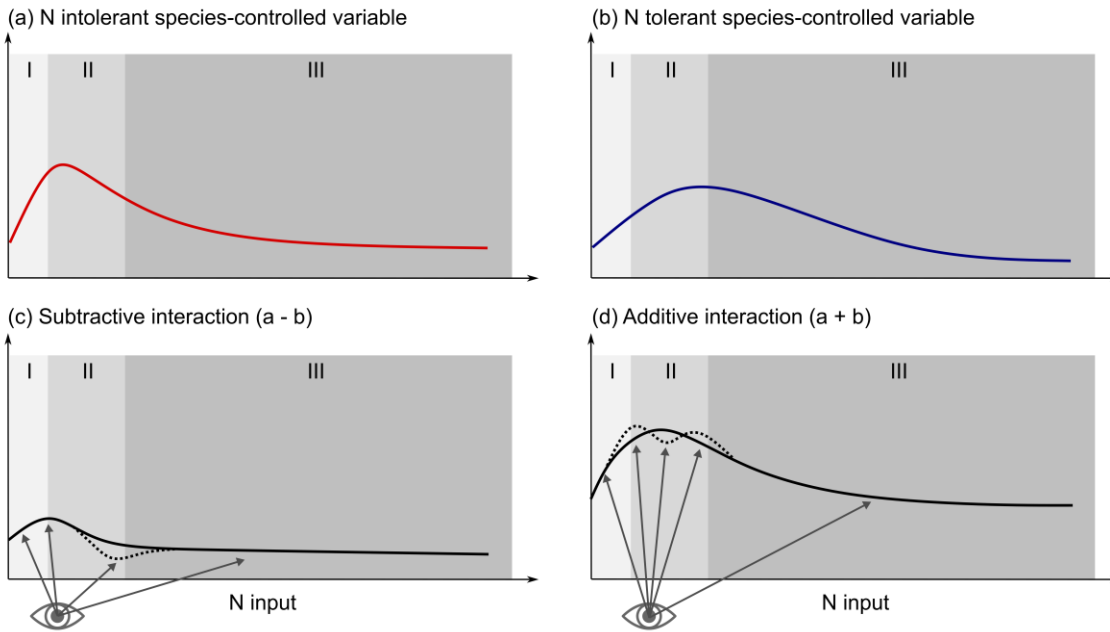 (a) N intolerant species-controlled variable
I II III
(b) N tolerant species-controlled variable
I II III
(c) Subtractive interaction (a - b)
I II III
N input
(d) Additive interaction (a + b)
I II III
N input